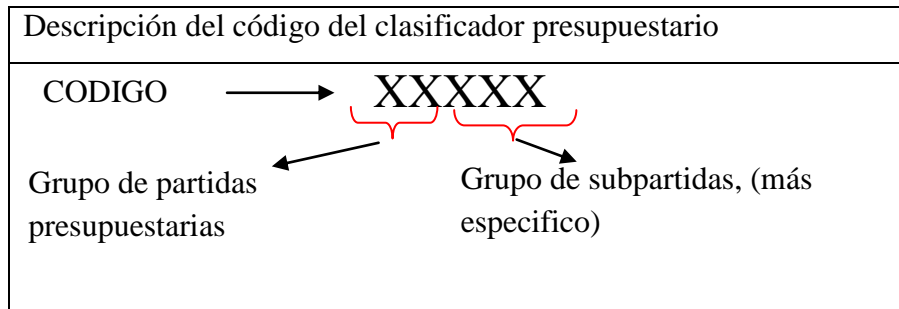 Descripción del código del clasificador presupuestario
CODIGO XXXXX
Grupo de partidas
presupuestarias
Grupo de subpartidas, (más
especifico)